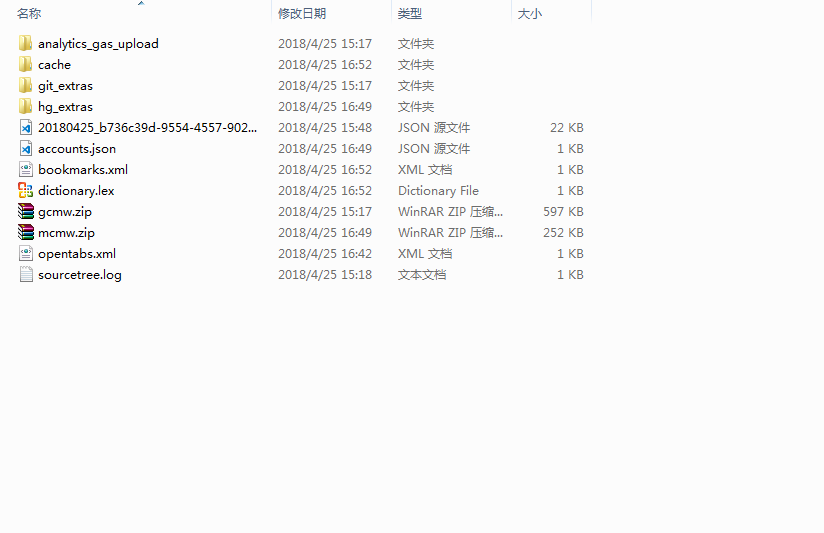 名称 修改日期 类型 大小
analytics_gas_upload 2018/4/25 15:17 文件夹
cache 2018/4/25 16:52 文件夹
git_extras 2018/4/25 15:17 文件夹
hg_extras 2018/4/25 16:49 文件夹
20180425_b736c39d-9554-4557-902... 2018/4/25 15:48 JSON 源文件 22 KB
accounts.json 2018/4/25 16:49 JSON 源文件 1 KB
bookmarks.xml 2018/4/25 16:52 XML 文档 1 KB
dictionary.lex 2018/4/25 16:52 Dictionary File 1 KB
gcmw.zip 2018/4/25 15:17 WinRAR ZIP 压缩... 597 KB
mcmw.zip 2018/4/25 16:49 WinRAR ZIP 压缩... 252 KB
opentabs.xml 2018/4/25 16:42 XML 文档 1 KB
sourcetree.log 2018/4/25 15:18 文本文档 1 KB